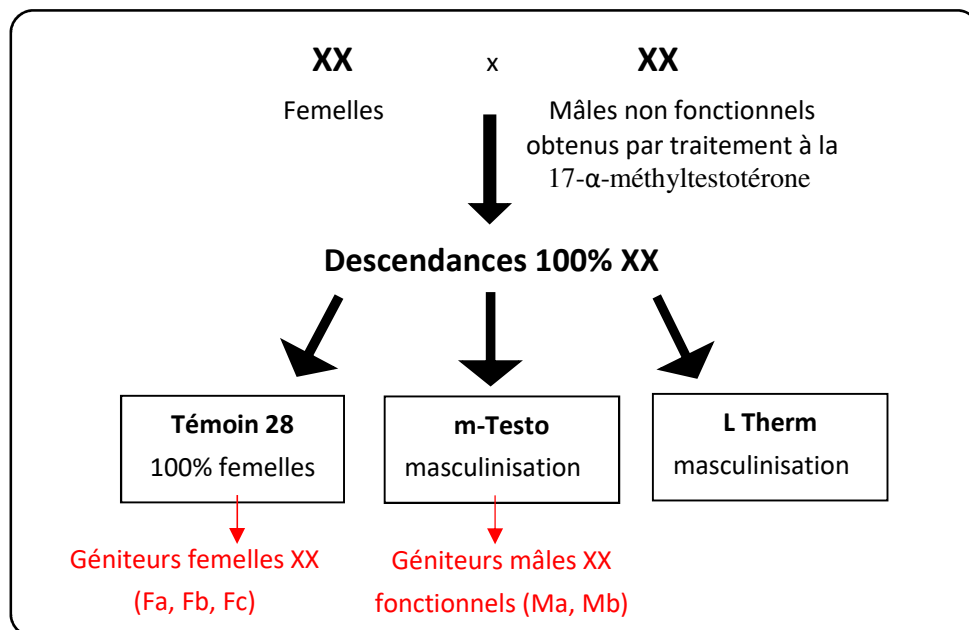 XX x XX
Femelles
Mâles non fonctionnels
obtenus par traitement à la
17-α-méthyltestotérone
Descendances 100% XX
Témoin 28
100% femelles
m-Testo
masculinisation
L Therm
masculinisation
Géniteurs femelles XX
(Fa, Fb, Fc)
Géniteurs mâles XX
fonctionnels (Ma, Mb)